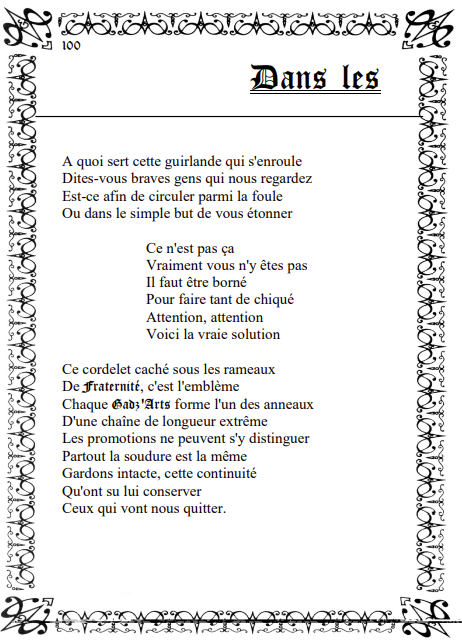 100
Dans les
A quoi sert cette guirlande qui s'enroule
Dites-vous braves gens qui nous regardez
Est-ce afin de circuler parmi la foule
Ou dans le simple but de vous étonner
Ce n'est pas ça
Vraiment vous n'y êtes pas
Il faut être borné
Pour faire tant de chiqué
Attention, attention
Voici la vraie solution
Ce cordelet caché sous les rameaux
De Fraternité, c'est l'emblème
Chaque Gadz'Arts forme l'un des anneaux
D'une chaîne de longueur extrême
Les promotions ne peuvent s'y distinguer
Partout la soudure est la même
Gardons intacte, cette continuité
Qu'ont su lui conserver
Ceux qui vont nous quitter.